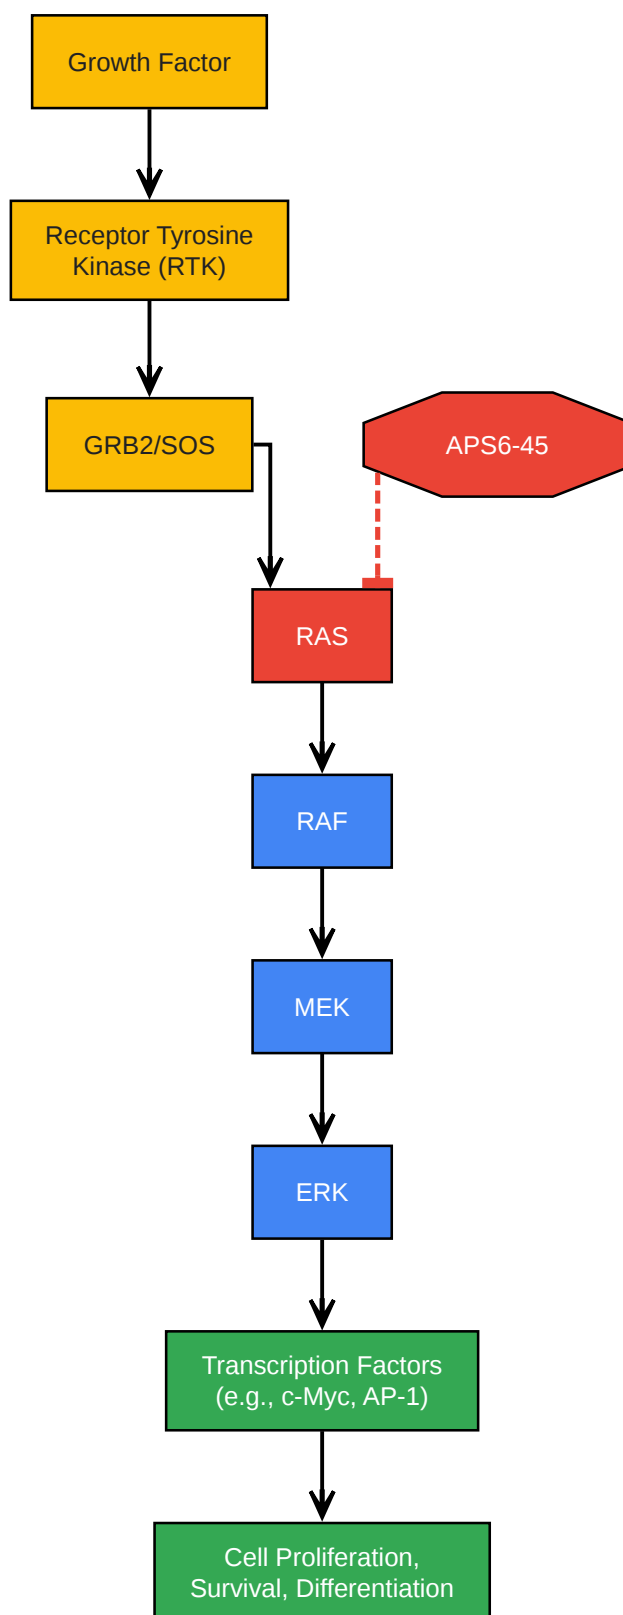 Growth Factor
Receptor Tyrosine
Kinase (RTK)
GRB2/SOS
APS6-45
RAS
RAF
MEK
ERK
Transcription Factors
(e.g., c-Myc, AP-1)
Cell Proliferation,
Survival, Differentiation